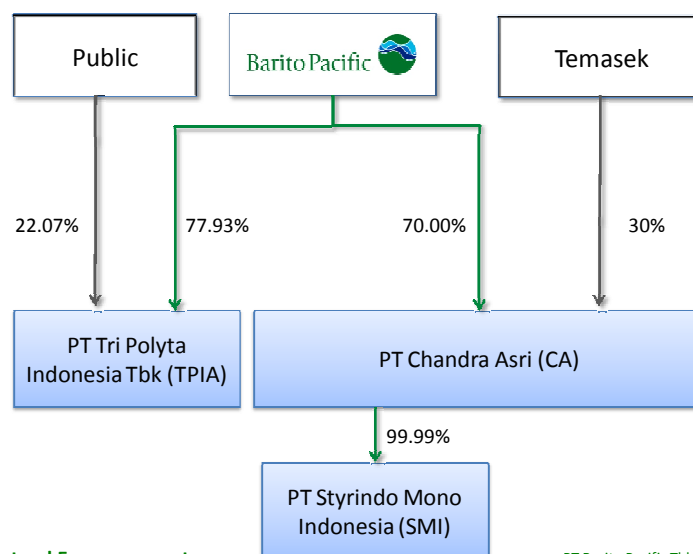 Public
Barito Pacific
Temasek
22.07%
77.93%
70.00%
30%
PT Tri Polyta
Indonesia Tbk (TPIA)
PT Chandra Asri (CA)
99.99%
PT Styrindo Mono
Indonesia (SMI)